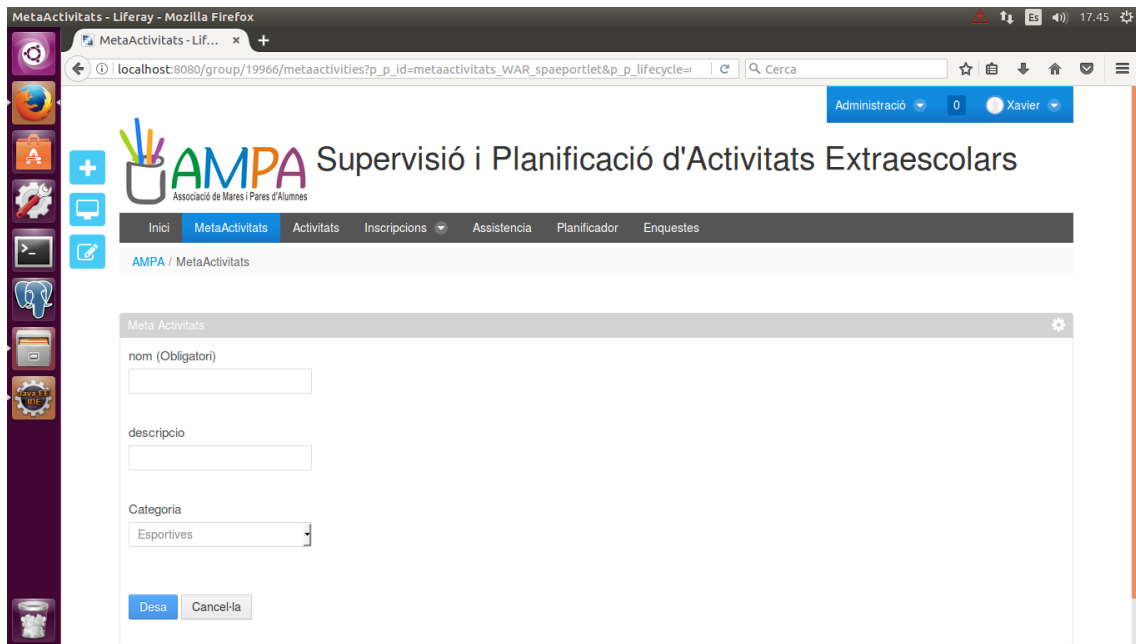 MetaActivitats - Liferay - Mozilla Firefox
Es
17.45
MetaActivitats - Lif... × +
localhost:8080/group/19966/metaactivities?p_p_id=metaactivitats_WAR_spaeportlet&p_p_lifecycle=
Cerca
Administració 0 Xavier
AMPA
Associació de Mares i Pares d'Alumnes
Supervisió i Planificació d'Activitats Extraescolars
Inici MetaActivitats Activitats Inscripcions Assistencia Planificador Enquestes
AMPA / MetaActivitats
Meta Activitats
nom (Obligatori)
descripcio
Categoria
Esportives
Desa Cancel·la
Java EE
IDE